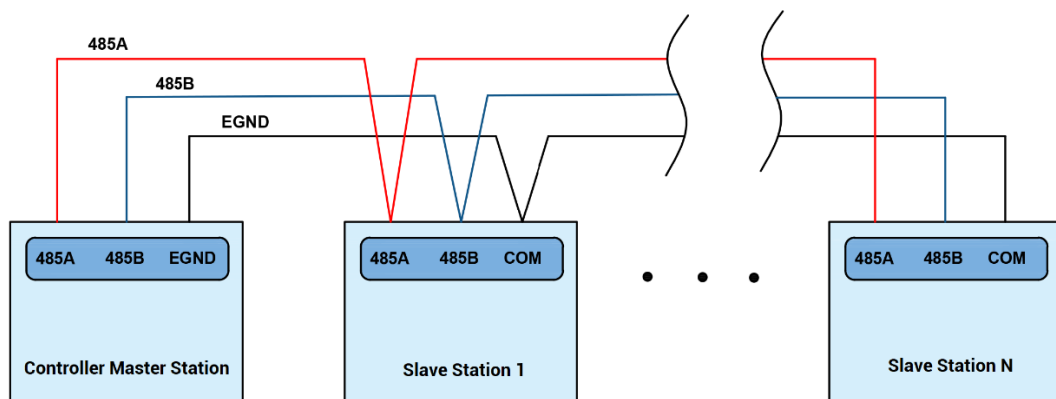 485A
485B
EGND
485A 485B EGND
Controller Master Station
485A 485B COM
Slave Station 1
485A 485B COM
Slave Station N